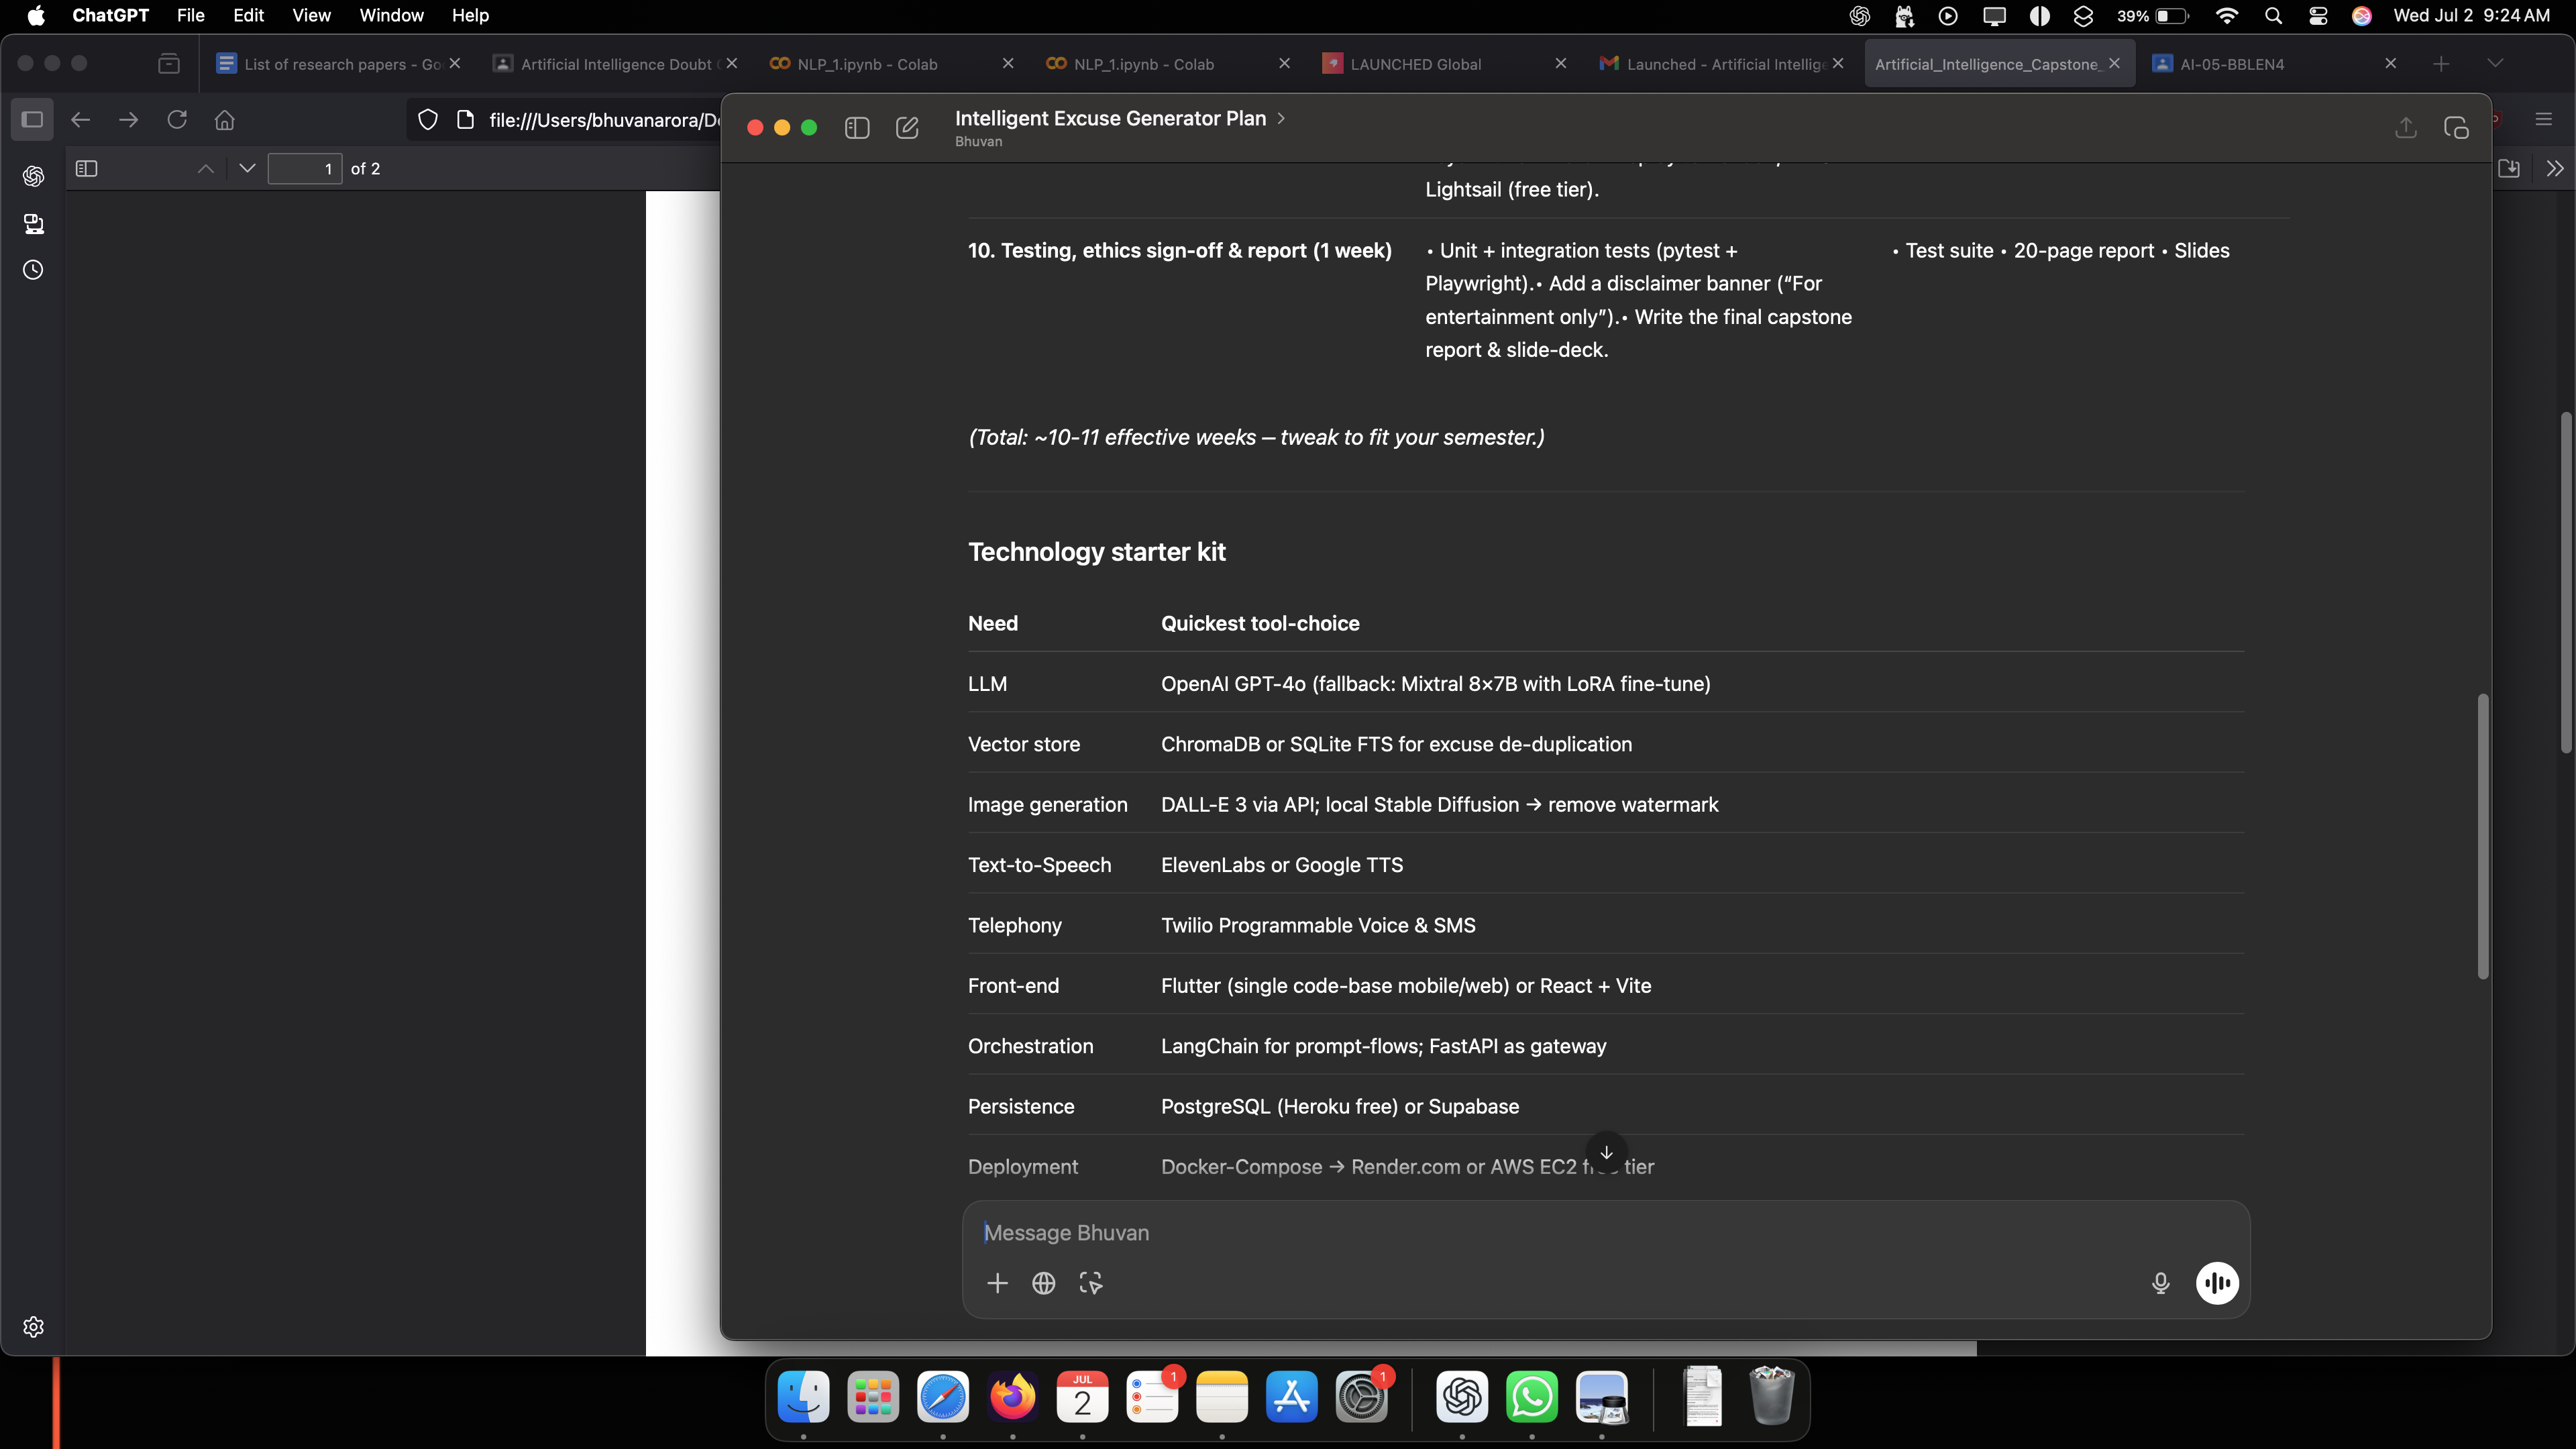 ChatGPT File Edit View Window Help 39% Wed Jul 2 9:24 AM
List of research papers - Go Artificial Intelligence Doubt NLP_1.ipynb - Colab NLP_1.ipynb - Colab LAUNCHED Global Launched - Artificial Intellige Artificial_Intelligence_Capstone_ AI-05-BBLEN4
file:///Users/bhuvanarora/De
1 of 2
Intelligent Excuse Generator Plan
Bhuvan
Lightsail (free tier).
10. Testing, ethics sign-off & report (1 week) • Unit + integration tests (pytest + • Test suite • 20-page report • Slides
Playwright).• Add a disclaimer banner (“For
entertainment only”).• Write the final capstone
report & slide-deck.
(Total: ~10-11 effective weeks – tweak to fit your semester.)
Technology starter kit
Need Quickest tool-choice
LLM OpenAI GPT-4o (fallback: Mixtral 8×7B with LoRA fine-tune)
Vector store ChromaDB or SQLite FTS for excuse de-duplication
Image generation DALL-E 3 via API; local Stable Diffusion → remove watermark
Text-to-Speech ElevenLabs or Google TTS
Telephony Twilio Programmable Voice & SMS
Front-end Flutter (single code-base mobile/web) or React + Vite
Orchestration LangChain for prompt-flows; FastAPI as gateway
Persistence PostgreSQL (Heroku free) or Supabase
Deployment Docker-Compose → Render.com or AWS EC2 free tier
Message Bhuvan
JUL
2
1
1